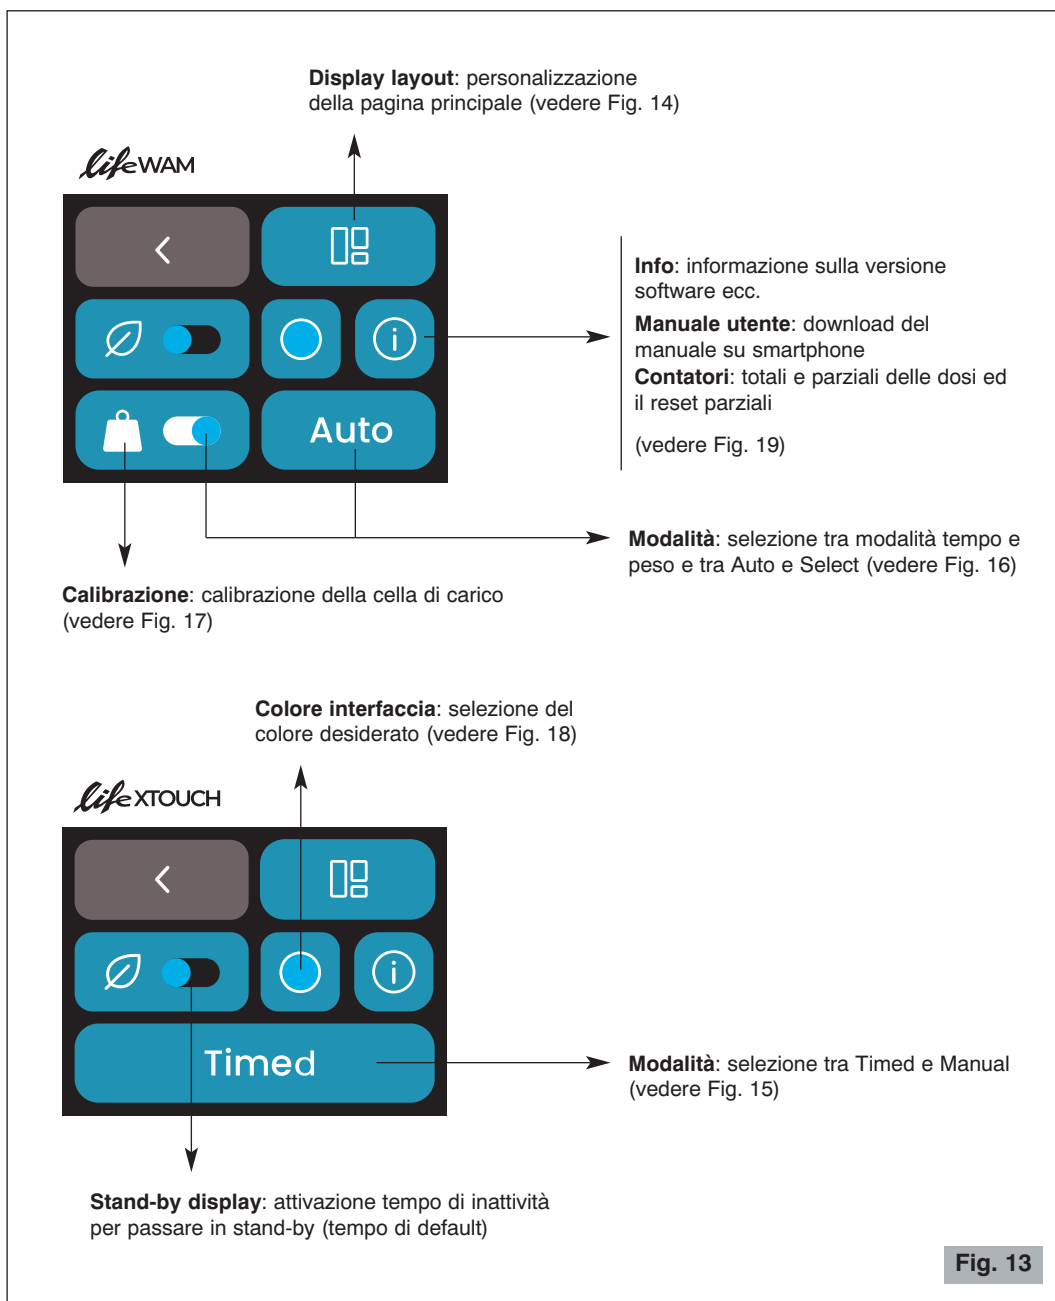 Display layout: personalizzazione
della pagina principale (vedere Fig. 14)
lifeWAM
Info: informazione sulla versione
software ecc.
Manuale utente: download del
manuale su smartphone
Contatori: totali e parziali delle dosi ed
il reset parziali
(vedere Fig. 19)
Auto
Modalità: selezione tra modalità tempo e
peso e tra Auto e Select (vedere Fig. 16)
Calibrazione: calibrazione della cella di carico
(vedere Fig. 17)
Colore interfaccia: selezione del
colore desiderato (vedere Fig. 18)
lifeXTOUCH
Timed
Modalità: selezione tra Timed e Manual
(vedere Fig. 15)
Stand-by display: attivazione tempo di inattività
per passare in stand-by (tempo di default)
Fig. 13